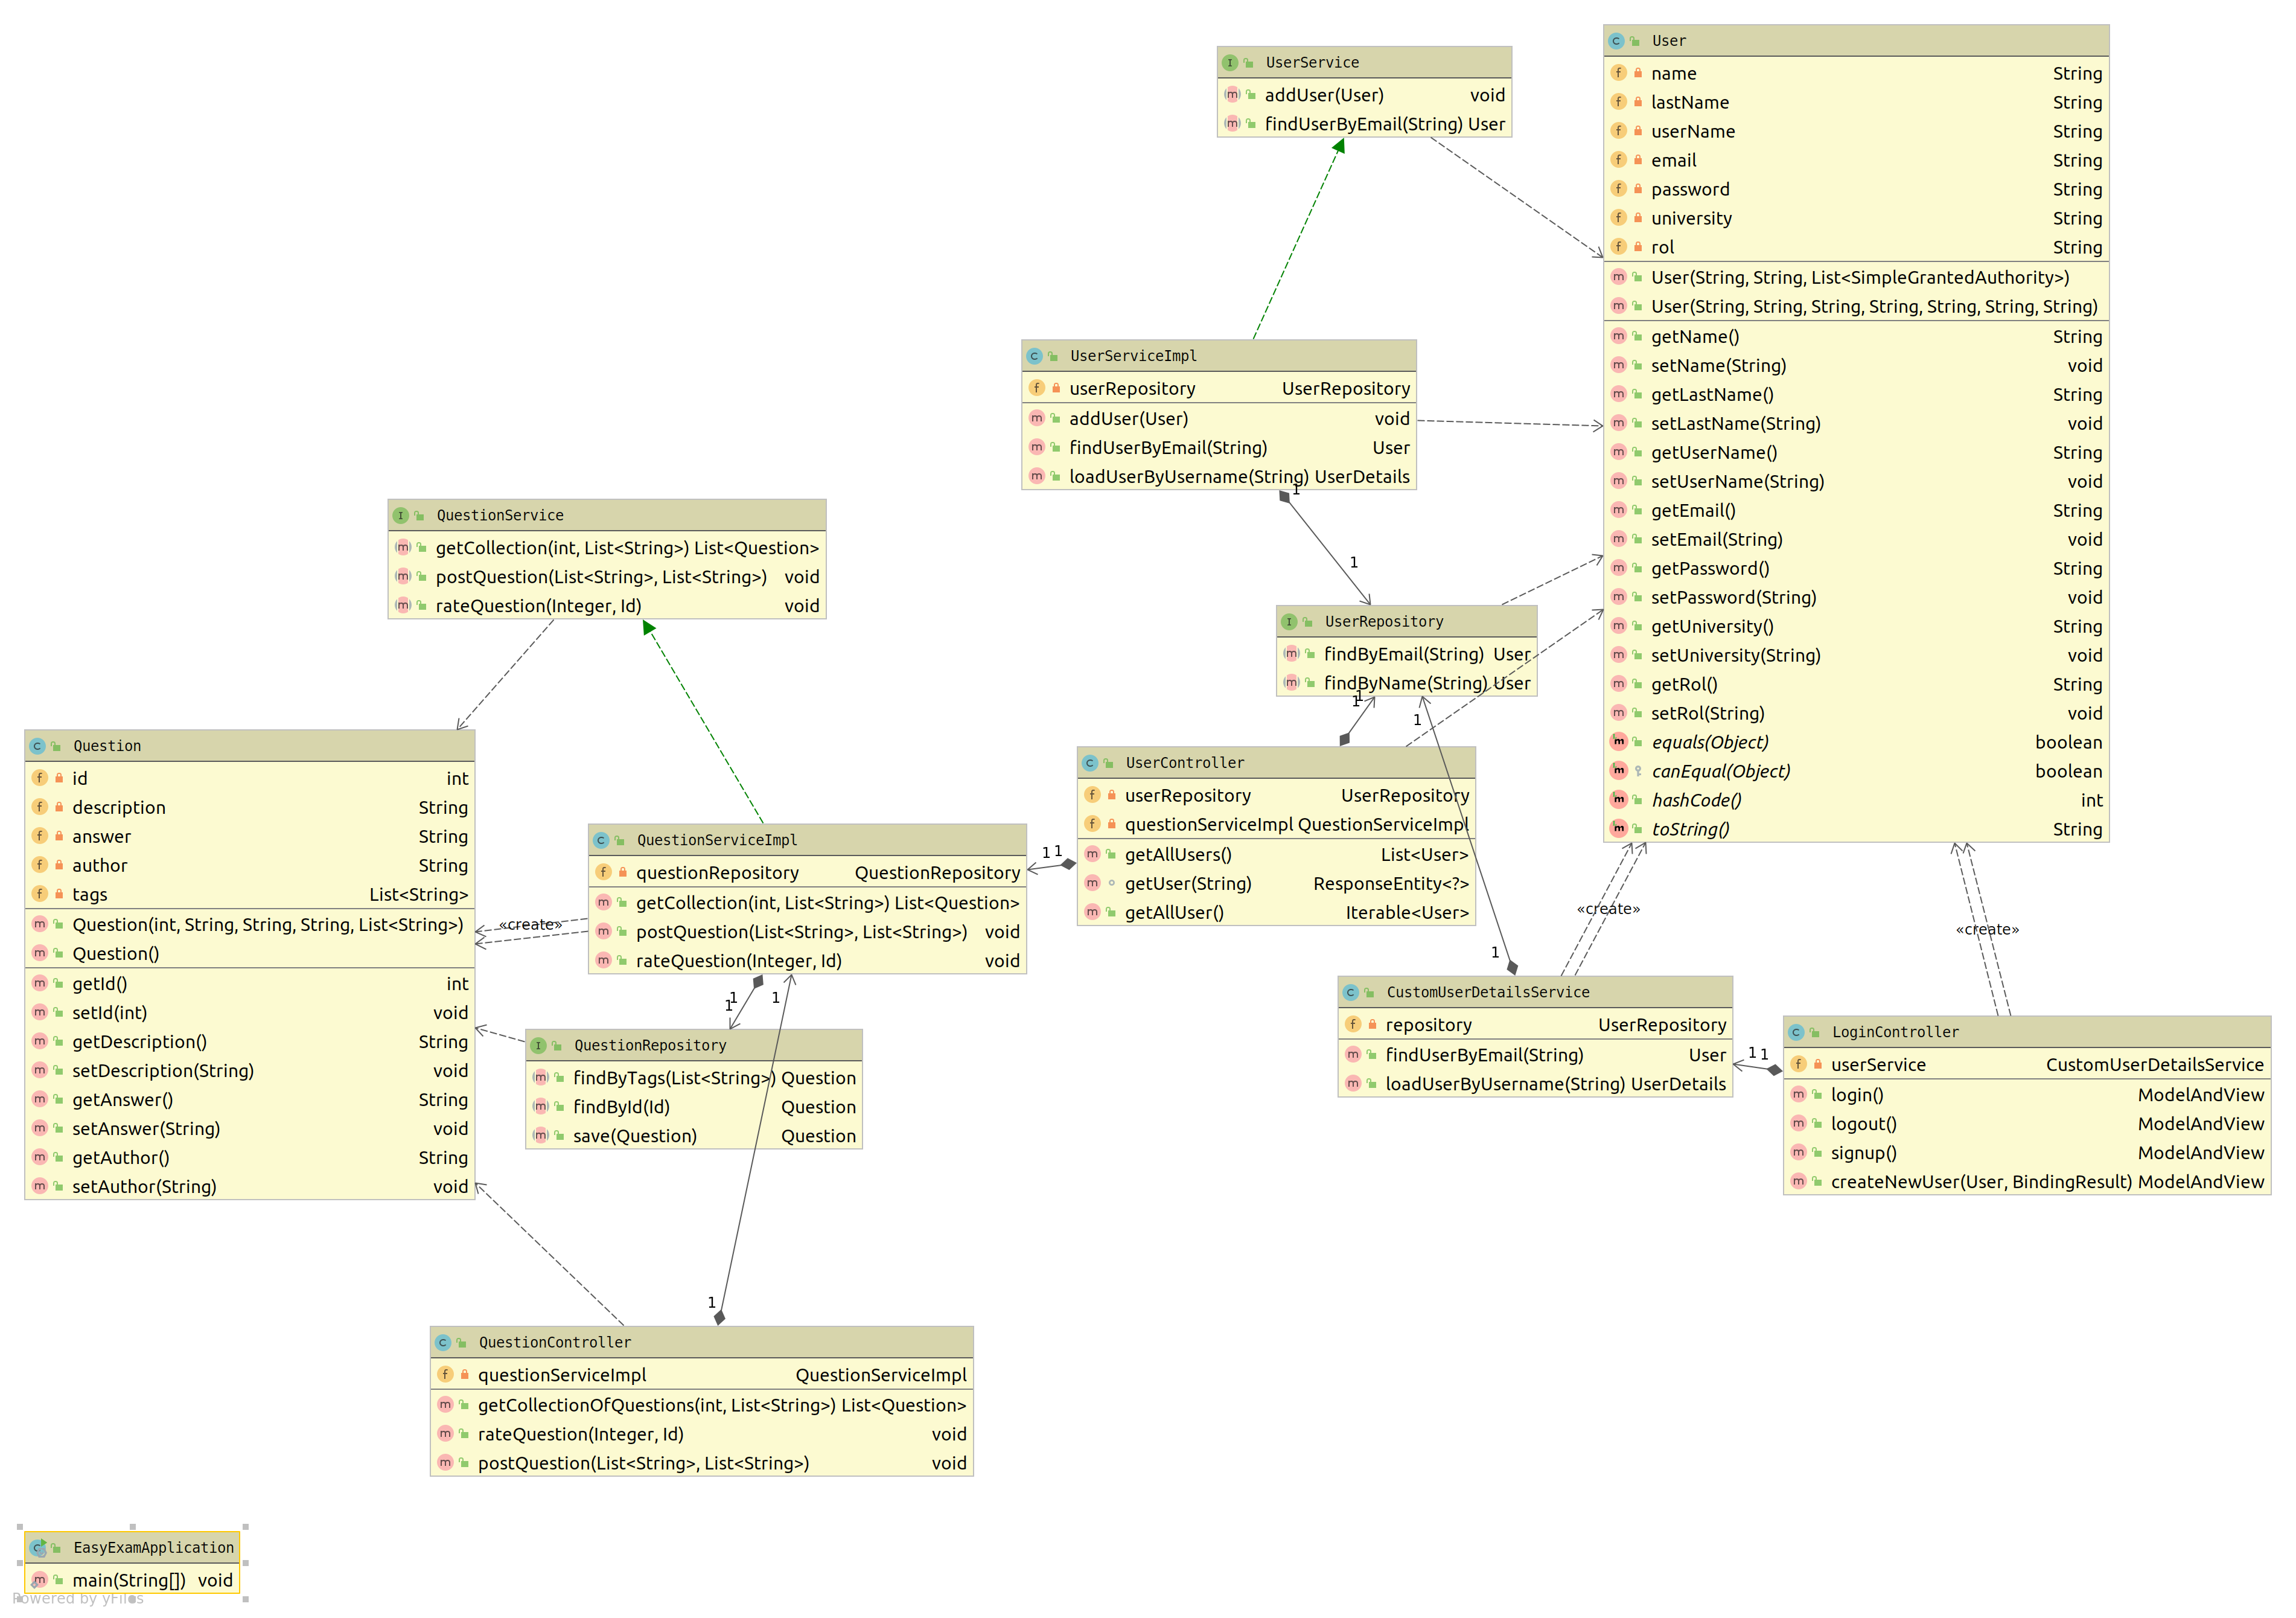 UserService
addUser(User) void
findUserByEmail(String) User
User
name String
lastName String
userName String
email String
password String
university String
rol String
User(String, String, List<SimpleGrantedAuthority>)
User(String, String, String, String, String, String, String)
getName() String
setName(String) void
getLastName() String
setLastName(String) void
getUserName() String
setUserName(String) void
getEmail() String
setEmail(String) void
getPassword() String
setPassword(String) void
getUniversity() String
setUniversity(String) void
getRol() String
setRol(String) void
equals(Object) boolean
canEqual(Object) boolean
hashCode() int
toString() String
UserServiceImpl
userRepository UserRepository
addUser(User) void
findUserByEmail(String) User
loadUserByUsername(String) UserDetails
1
1
QuestionService
getCollection(int, List<String>) List<Question>
postQuestion(List<String>, List<String>) void
rateQuestion(Integer, Id) void
UserRepository
findByEmail(String) User
findByName(String) User
1
1
1
Question
id int
description String
answer String
author String
tags List<String>
Question(int, String, String, String, List<String>)
Question()
getId() int
setId(int) void
getDescription() String
setDescription(String) void
getAnswer() String
setAnswer(String) void
getAuthor() String
setAuthor(String) void
«create»
QuestionServiceImpl
questionRepository QuestionRepository
getCollection(int, List<String>) List<Question>
postQuestion(List<String>, List<String>) void
rateQuestion(Integer, Id) void
1 1
UserController
userRepository UserRepository
questionServiceImpl QuestionServiceImpl
getAllUsers() List<User>
getUser(String) ResponseEntity<?>
getAllUser() Iterable<User>
«create»
«create»
1
1
1
1
QuestionRepository
findByTags(List<String>) Question
findById(Id) Question
save(Question) Question
CustomUserDetailsService
repository UserRepository
findUserByEmail(String) User
loadUserByUsername(String) UserDetails
1 1
LoginController
userService CustomUserDetailsService
login() ModelAndView
logout() ModelAndView
signup() ModelAndView
createNewUser(User, BindingResult) ModelAndView
1
QuestionController
questionServiceImpl QuestionServiceImpl
getCollectionOfQuestions(int, List<String>) List<Question>
rateQuestion(Integer, Id) void
postQuestion(List<String>, List<String>) void
EasyExamApplication
main(String[]) void
Powered by yFiles